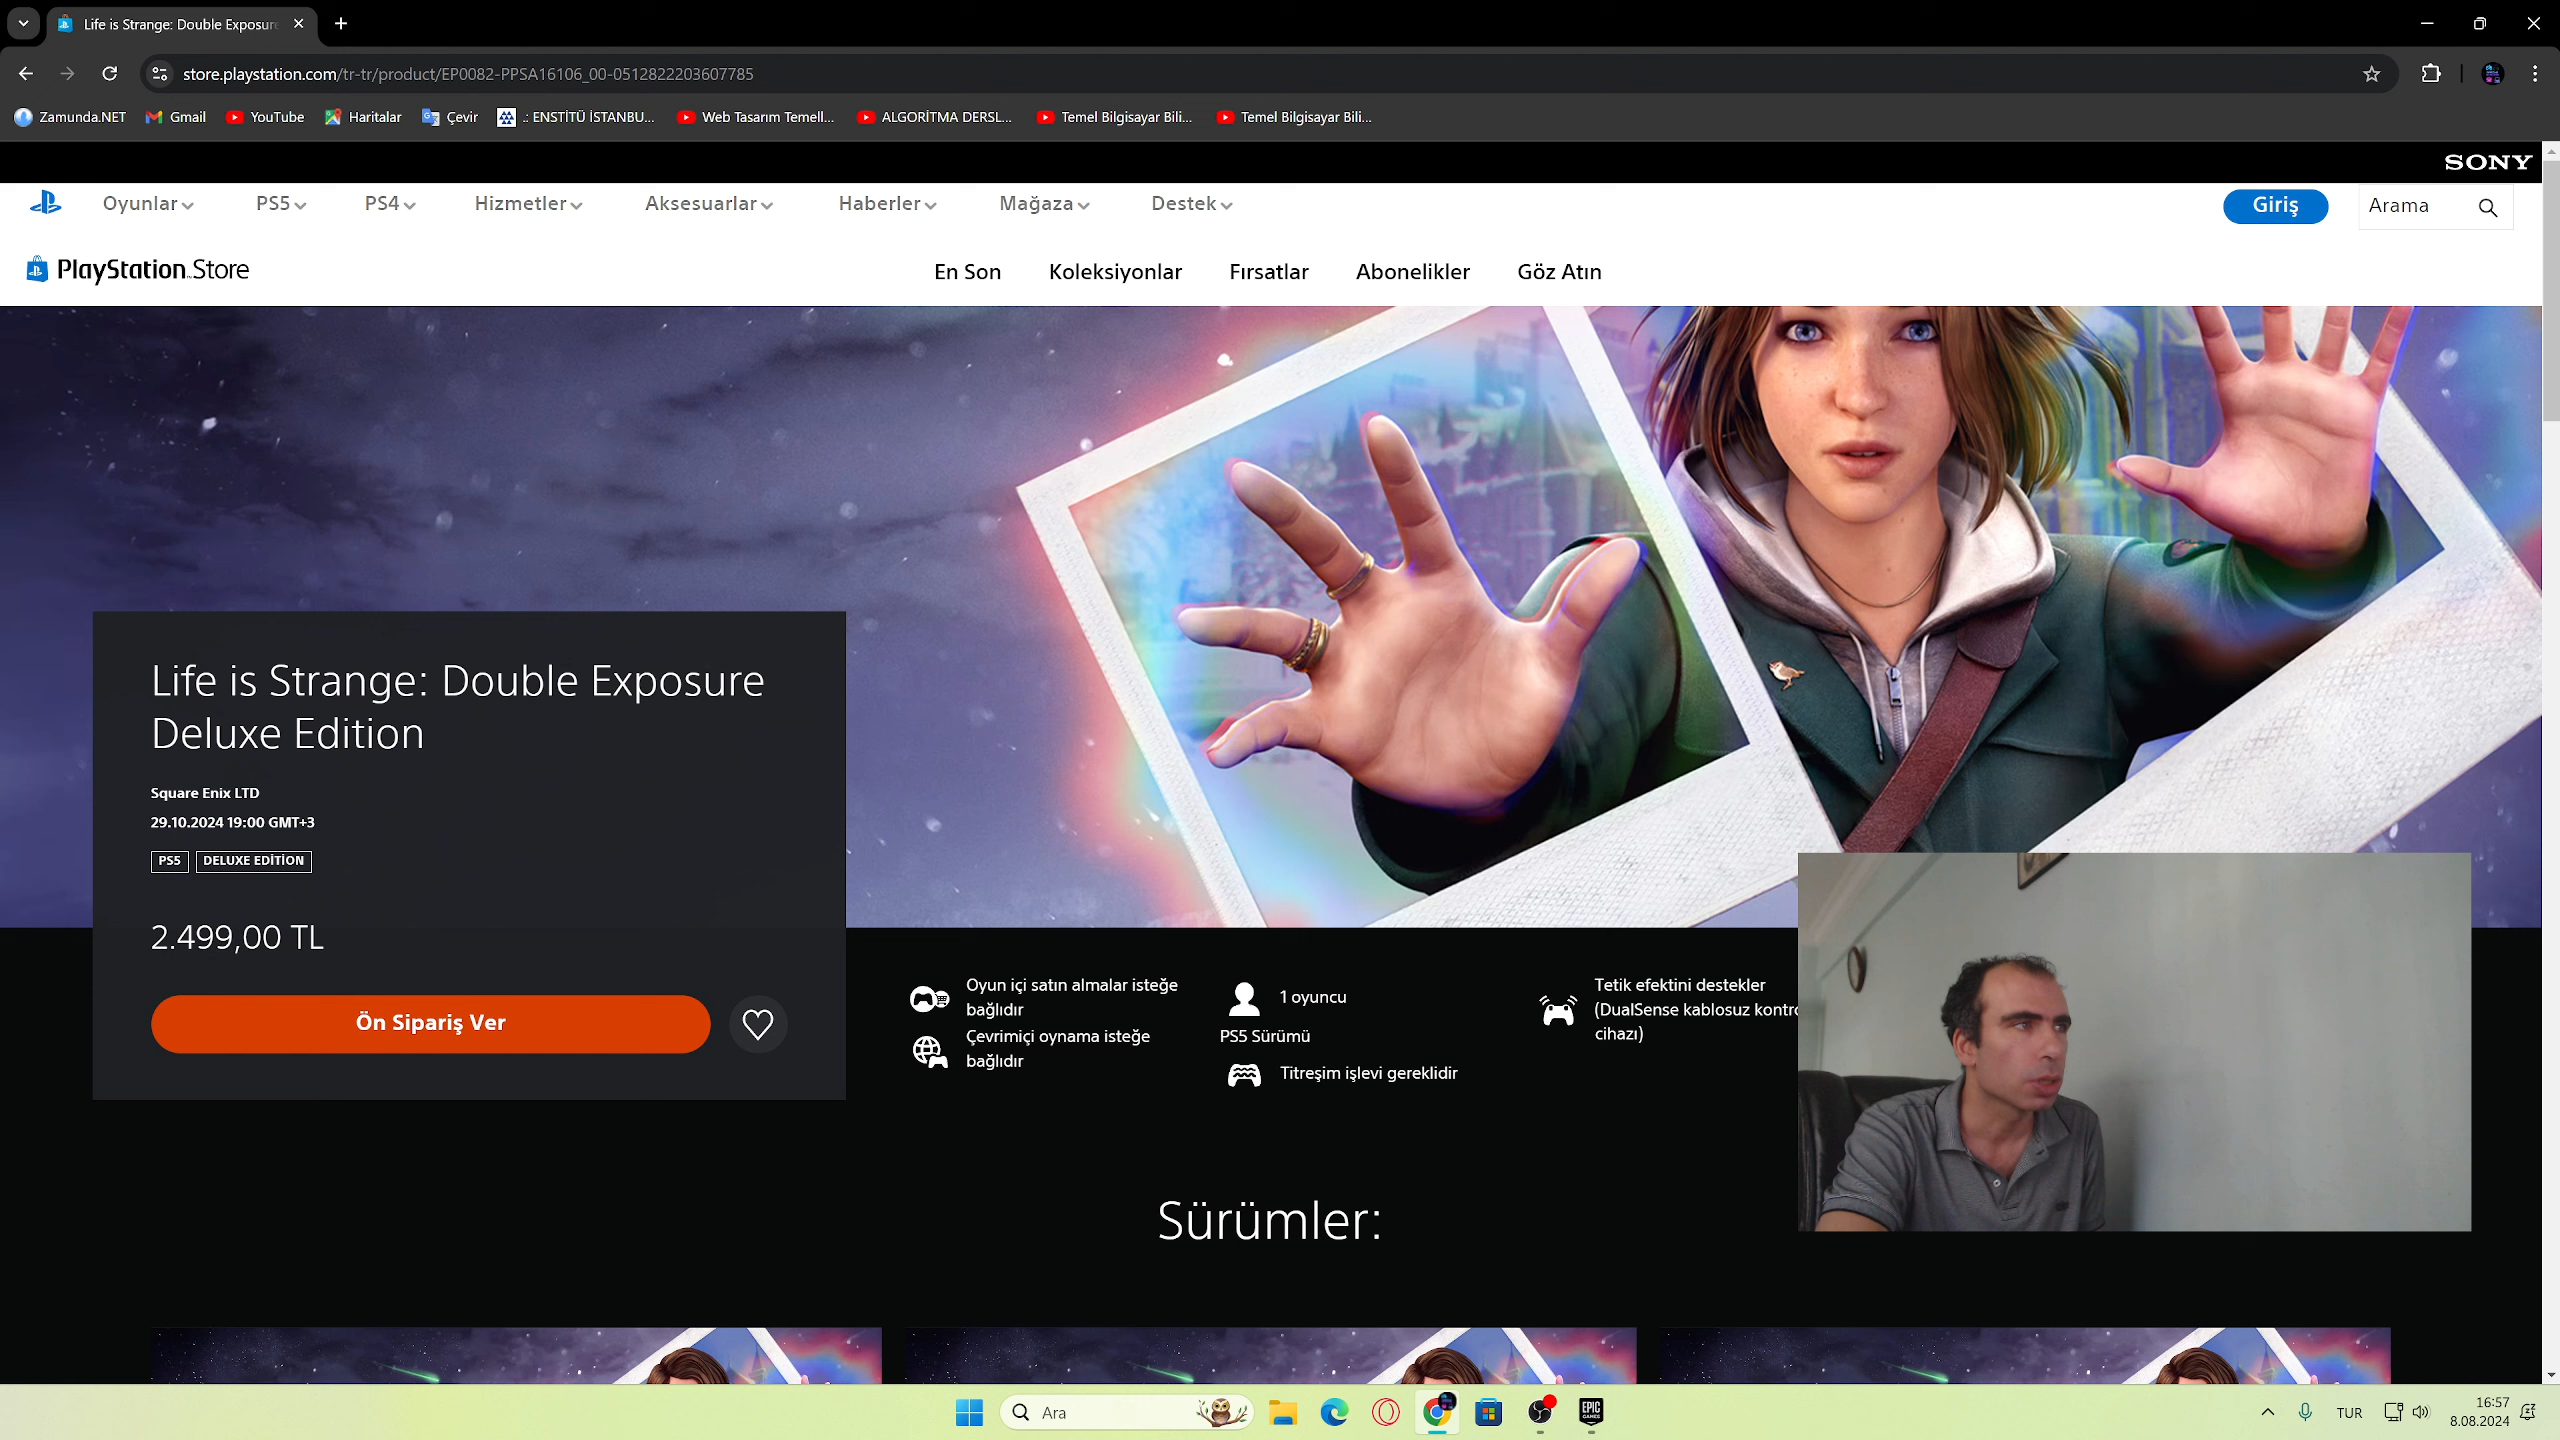 Life is Strange: Double Exposure
store.playstation.com/tr-tr/product/EP0082-PPSA16106_00-0512822203607785
Zamunda.NET Gmail YouTube Haritalar Çevir .: ENSTİTÜ İSTANBU... Web Tasarım Temell... ALGORİTMA DERSL... Temel Bilgisayar Bili... Temel Bilgisayar Bili...
SONY
Oyunlar PS5 PS4 Hizmetler Aksesuarlar Haberler Mağaza Destek Giriş Arama
PlayStation Store En Son Koleksiyonlar Fırsatlar Abonelikler Göz Atın
Life is Strange: Double Exposure
Deluxe Edition
Square Enix LTD
29.10.2024 19:00 GMT+3
PS5 DELUXE EDİTİON
2.499,00 TL
Ön Sipariş Ver
Oyun içi satın almalar isteğe
bağlıdır
Çevrimiçi oynama isteğe
bağlıdır
1 oyuncu
PS5 Sürümü
Titreşim işlevi gereklidir
Tetik efektini destekler
(DualSense kablosuz kontro
cihazı)
Sürümler:
Ara
EPIC
GAMES
TUR
16:57
8.08.2024